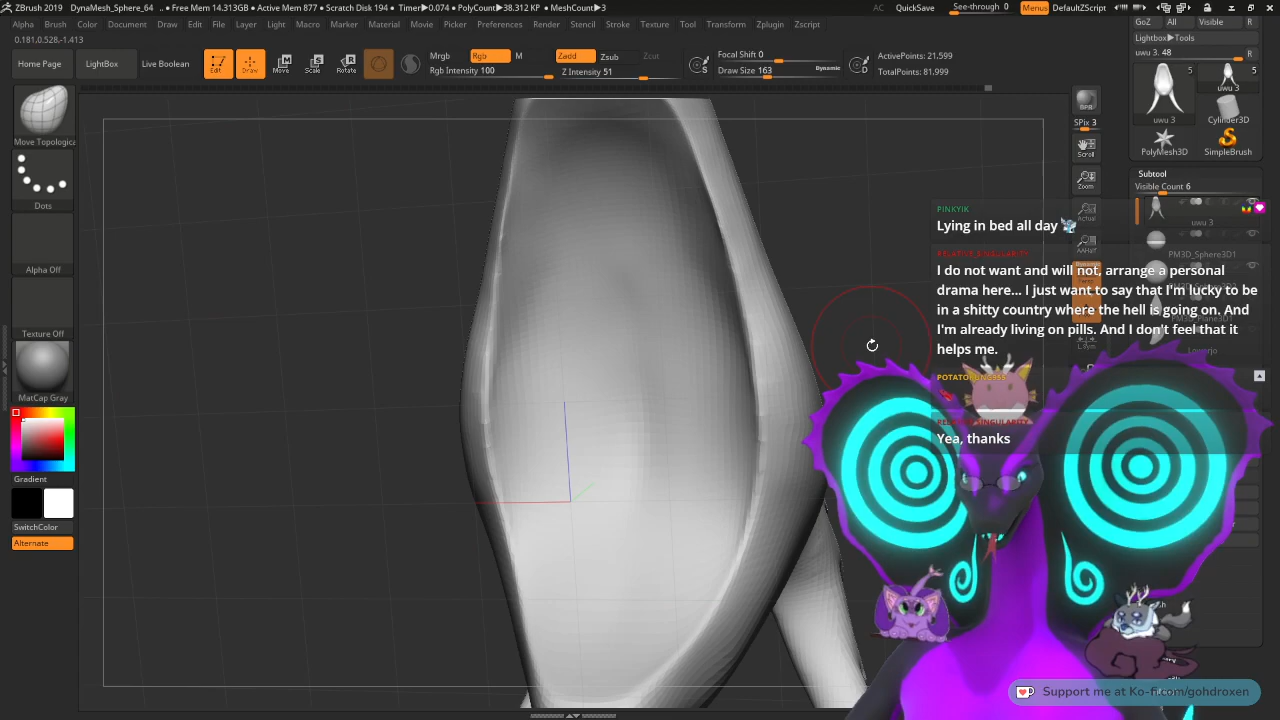 ZBrush 2019 DynaMesh_Sphere_64 .. • Free Mem 14.313GB • Active Mem 877 • Scratch Disk 194 • Timer▶0.074 • PolyCount▶38.312 KP • MeshCount▶3 AC QuickSave See-through 0 Menus DefaultZScript
Alpha Brush Color Document Draw Edit File Layer Light Macro Marker Material Movie Picker Preferences Render Stencil Stroke Texture Tool Transform Zplugin Zscript
GoZ All Visible R
0.181,0.528,-1.413
Lightbox▶Tools
uwu 3. 48 R
Home Page LightBox Live Boolean Edit Draw Move Scale Rotate
Mrgb Rgb M Zadd Zsub Zcut
Rgb Intensity 100 Z Intensity 51
Focal Shift 0
Draw Size 163 Dynamic
ActivePoints: 21,599
TotalPoints: 81,999
5 5
uwu 3
uwu 3 Cylinder3D
PolyMesh3D SimpleBrush
BPR
SPix 3
Scroll
Zoom
Actual
AAHalf
Move Topologica
Dots
Alpha Off
Texture Off
MatCap Gray
Gradient
SwitchColor
Alternate
Subtool
Visible Count 6
uwu 3
PM3D_Sphere3D1
PINKYIK
Lying in bed all day
RELATIVE_SINGULARITY
I do not want and will not, arrange a personal
drama here... I just want to say that I'm lucky to be
in a shitty country where the hell is going on. And
I'm already living on pills. And I don't feel that it
helps me.
Yea, thanks
Support me at Ko-fi.com/gohdroxen